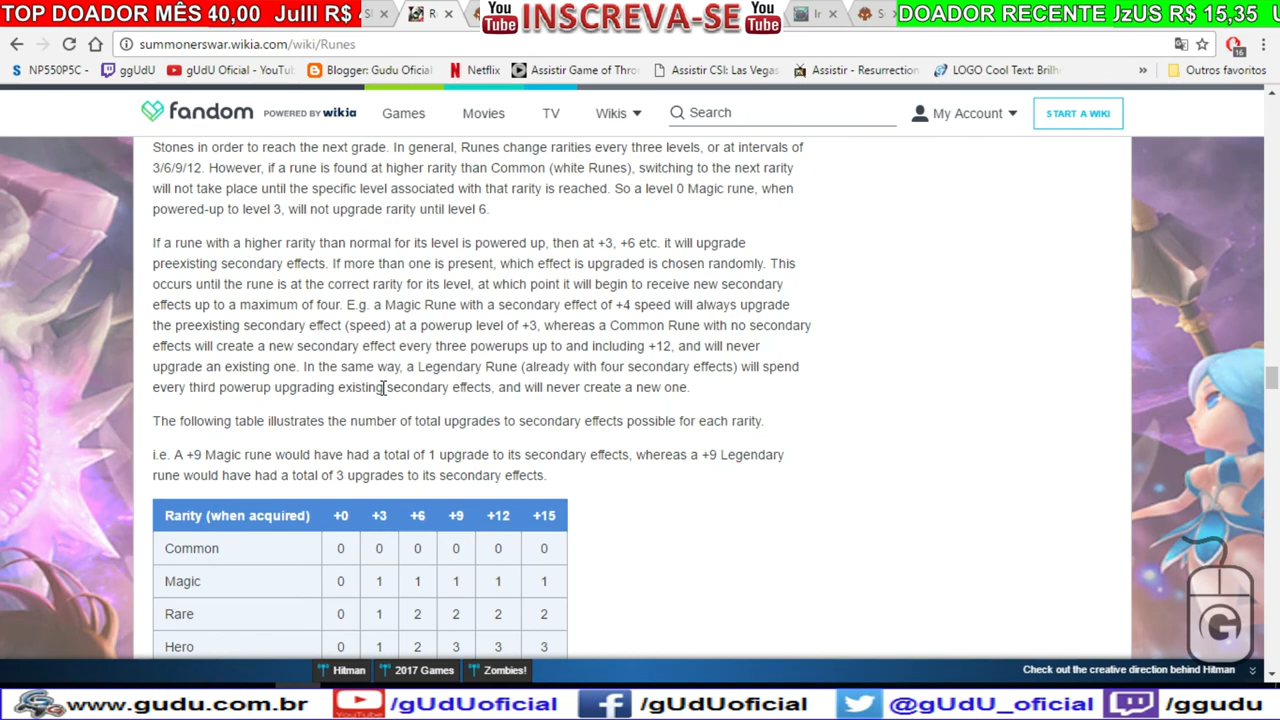 TOP DOADOR MÊS 40,00 Julll R$
You Tube INSCREVA-SE You Tube
DOADOR RECENTE JzUS R$ 15,35
summonerswar.wikia.com/wiki/Runes
16
NP550P5C - ggUdU gUdU Oficial - YouTu Blogger: Gudu Oficial Netflix Assistir Game of Thro Assistir CSI: Las Vegas Assistir - Resurrection LOGO Cool Text: Brilh » Outros favoritos
fandom POWERED BY wikia Games Movies TV Wikis Search My Account START A WIKI
Stones in order to reach the next grade. In general, Runes change rarities every three levels, or at intervals of
3/6/9/12. However, if a rune is found at higher rarity than Common (white Runes), switching to the next rarity
will not take place until the specific level associated with that rarity is reached. So a level 0 Magic rune, when
powered-up to level 3, will not upgrade rarity until level 6.
If a rune with a higher rarity than normal for its level is powered up, then at +3, +6 etc. it will upgrade
preexisting secondary effects. If more than one is present, which effect is upgraded is chosen randomly. This
occurs until the rune is at the correct rarity for its level, at which point it will begin to receive new secondary
effects up to a maximum of four. E.g. a Magic Rune with a secondary effect of +4 speed will always upgrade
the preexisting secondary effect (speed) at a powerup level of +3, whereas a Common Rune with no secondary
effects will create a new secondary effect every three powerups up to and including +12, and will never
upgrade an existing one. In the same way, a Legendary Rune (already with four secondary effects) will spend
every third powerup upgrading existing secondary effects, and will never create a new one.
The following table illustrates the number of total upgrades to secondary effects possible for each rarity.
i.e. A +9 Magic rune would have had a total of 1 upgrade to its secondary effects, whereas a +9 Legendary
rune would have had a total of 3 upgrades to its secondary effects.
Rarity (when acquired) +0 +3 +6 +9 +12 +15
Common 0 0 0 0 0 0
Magic 0 1 1 1 1 1
Rare 0 1 2 2 2 2
Hero 0 1 2 3 3 3
Hitman 2017 Games Zombies! Check out the creative direction behind Hitman
www.gudu.com.br YouTube /gUdUoficial /gUdUoficial @gUdU_oficial /ggudu